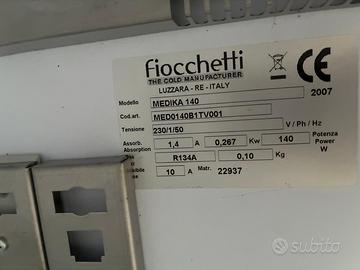 fiocchetti
THE COLD MANUFACTURER
LUZZARA - RE - ITALY
CE
2007
Modello MEDIKA 140
Cod.art. MED0140B1TV001
Tensione 230/1/50 V / Ph / Hz
Assorb. Absorption 1,4 A 0,267 Kw 140 Potenza Power W
R134A 0,10 Kg
10 A Matr. 22937
subito